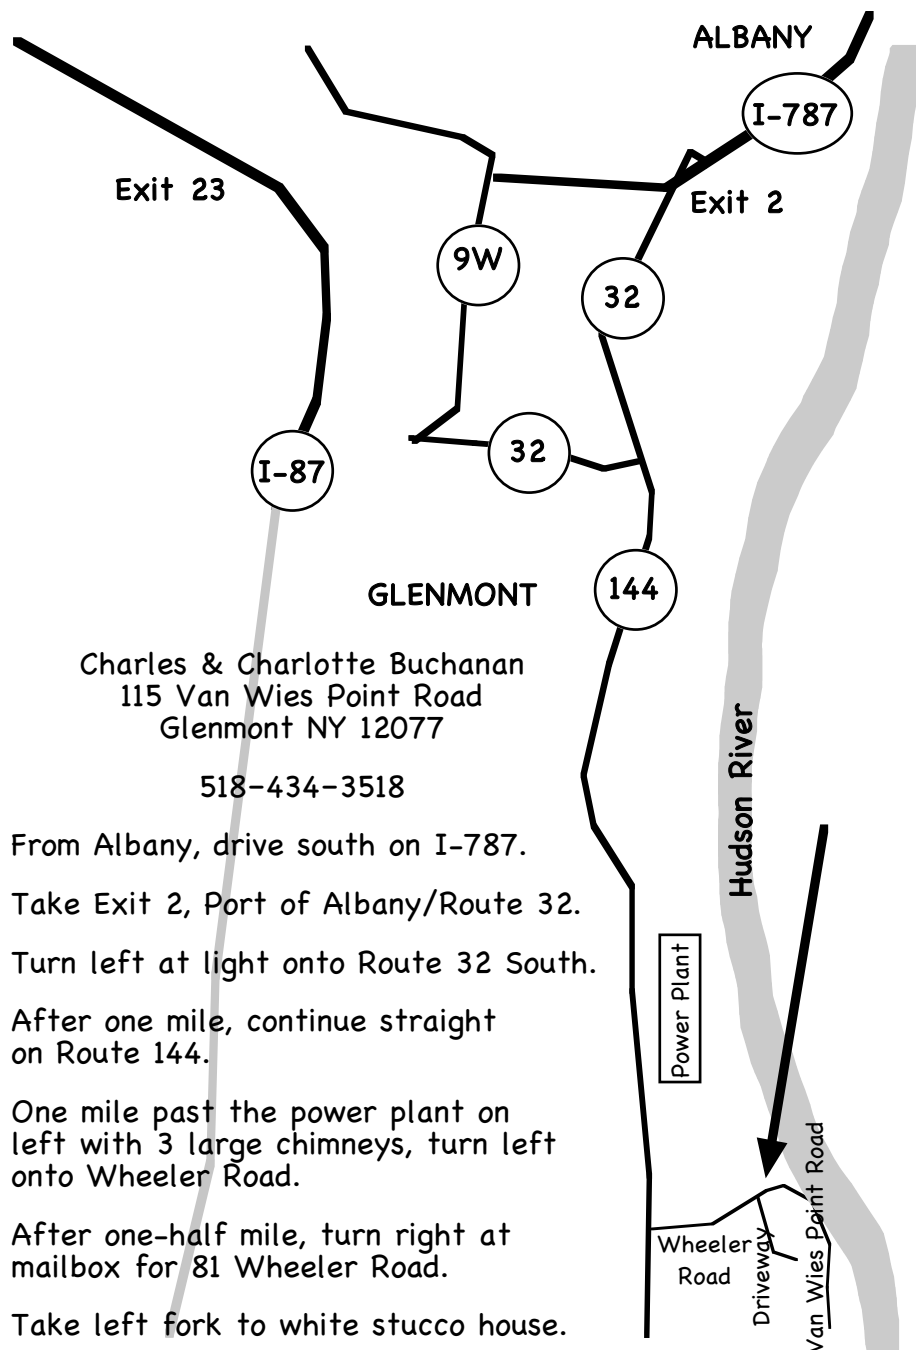 ALBANY
I-787
Exit 23
Exit 2
9W
32
32
I-87
144
GLENMONT
Charles & Charlotte Buchanan
115 Van Wies Point Road
Glenmont NY 12077
518-434-3518
Hudson River
From Albany, drive south on I-787.
Take Exit 2, Port of Albany/Route 32.
Turn left at light onto Route 32 South.
After one mile, continue straight
on Route 144.
Power Plant
One mile past the power plant on
left with 3 large chimneys, turn left
onto Wheeler Road.
After one-half mile, turn right at
mailbox for 81 Wheeler Road.
Take left fork to white stucco house.
Wheeler
Road
Driveway
Van Wies Point Road